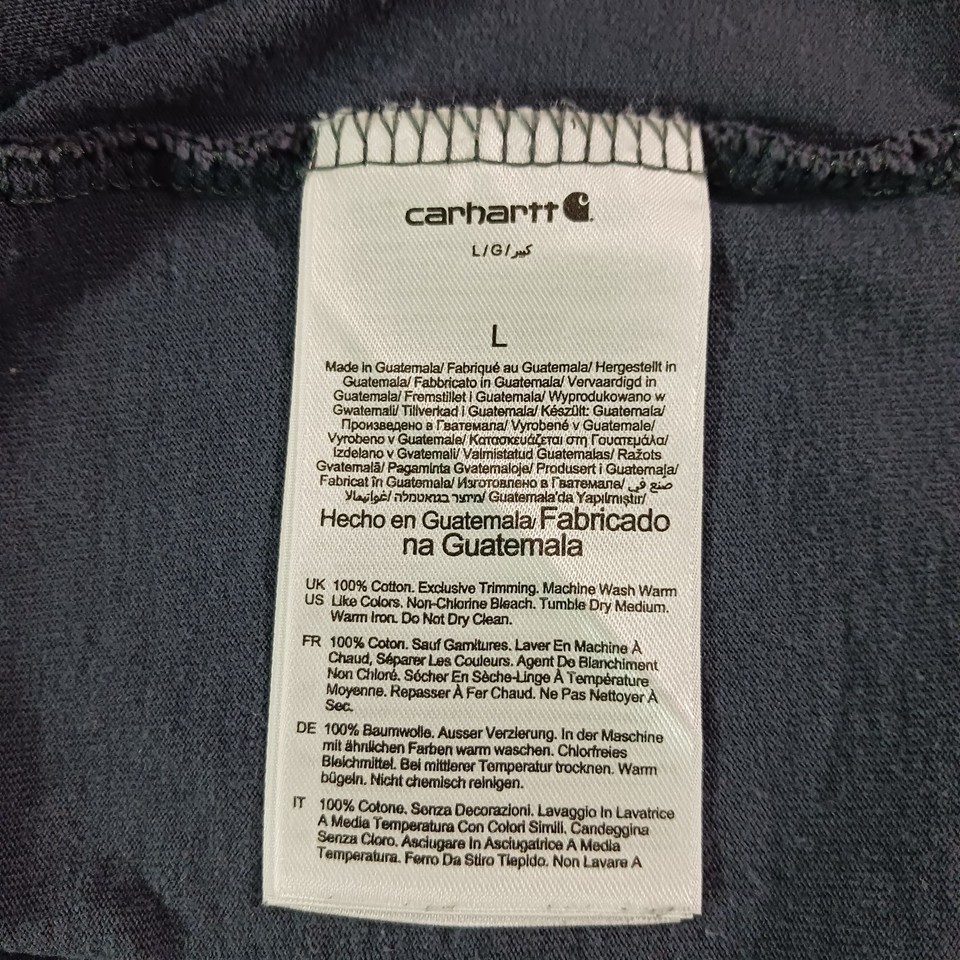 carhartt
L/G/كبير
L
Made in Guatemala/ Fabriqué au Guatemala/ Hergestellt in
Guatemala/ Fabbricato in Guatemala/ Vervaardigd in
Guatemala/ Fremstillet i Guatemala/ Wyprodukowano w
Gwatemali/ Tillverkad i Guatemala/ Készült: Guatemala/
Произведено в Гватемала/ Vyrobené v Guatemale/
Vyrobeno v Guatemale/ Κατασκευάζεται στη Γουατεμάλα/
Izdelano v Gvatemali/ Valmistatud Guatemalas/ Ražots
Gvatemalā/ Pagaminta Gvatemaloje/ Produsert i Guatemala/
Fabricat în Guatemala/ Изготовлено в Гватемале/ صنع في
غواتيمالا/ מיוצר בגואטמלה/ Guatemala'da Yapılmıştır/
Hecho en Guatemala/ Fabricado
na Guatemala
UK 100% Cotton. Exclusive Trimming. Machine Wash Warm
US Like Colors. Non-Chlorine Bleach. Tumble Dry Medium.
Warm Iron. Do Not Dry Clean.
FR 100% Coton. Sauf Garnitures. Laver En Machine À
Chaud, Séparer Les Couleurs. Agent De Blanchiment
Non Chloré. Sécher En Sèche-Linge À Température
Moyenne. Repasser À Fer Chaud. Ne Pas Nettoyer À
Sec.
DE 100% Baumwolle. Ausser Verzierung. In der Maschine
mit ähnlichen Farben warm waschen. Chlorfreies
Bleichmittel. Bei mittlerer Temperatur trocknen. Warm
bügeln. Nicht chemisch reinigen.
IT 100% Cotone. Senza Decorazioni. Lavaggio In Lavatrice
A Media Temperatura Con Colori Simili. Candeggina
Senza Cloro. Asciugare In Asciugatrice A Media
Temperatura. Ferro Da Stiro Tiepido. Non Lavare A